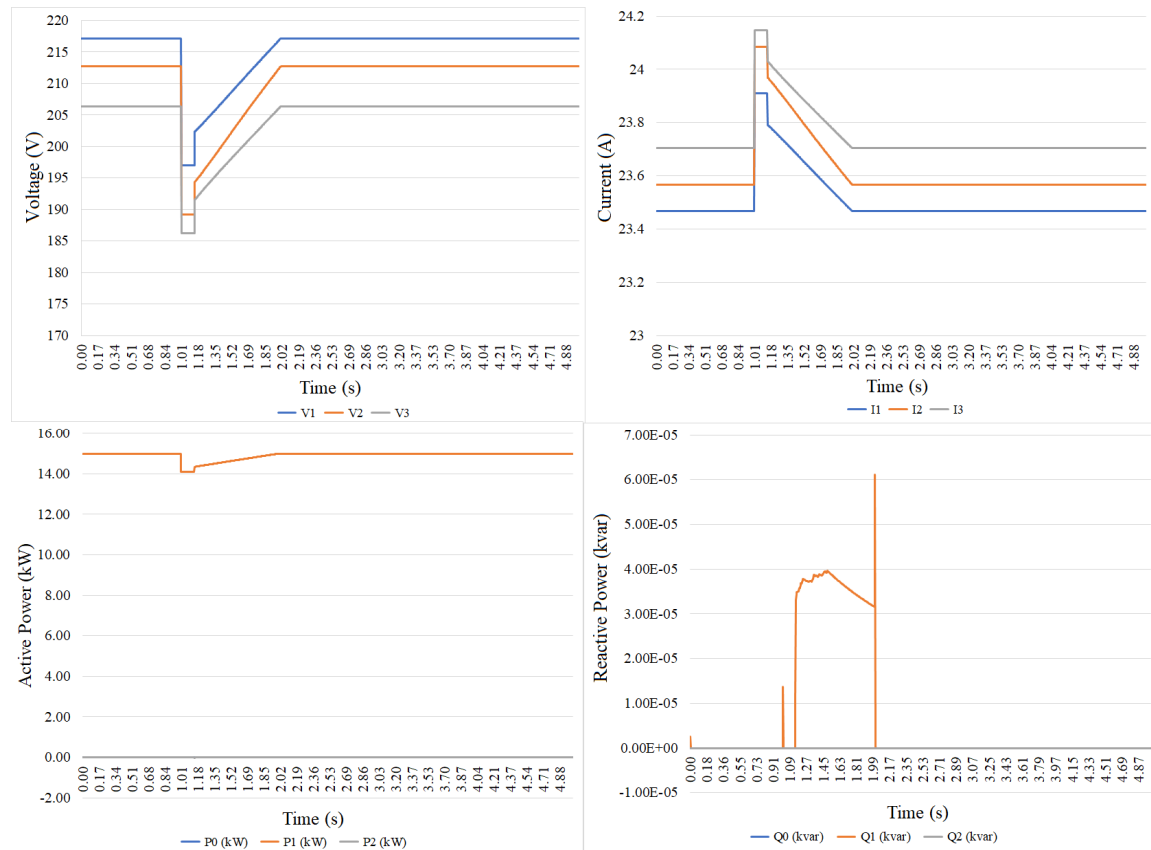 220
215
210
205
200
195
190
185
180
175
170
Voltage (V)
0.00 0.17 0.34 0.51 0.68 0.84 1.01 1.18 1.35 1.52 1.68 1.85 2.02 2.19 2.36 2.53 2.69 2.86 3.03 3.20 3.37 3.53 3.70 3.87 4.04 4.21 4.37 4.54 4.71 4.88
Time (s)
V1 V2 V3
24.2
24
23.8
23.6
23.4
23.2
23
Current (A)
0.00 0.17 0.34 0.51 0.68 0.84 1.01 1.18 1.35 1.52 1.69 1.85 2.02 2.19 2.36 2.53 2.69 2.86 3.03 3.20 3.37 3.53 3.70 3.87 4.04 4.21 4.38 4.54 4.71 4.88
Time (s)
I1 I2 I3
16.00
14.00
12.00
10.00
8.00
6.00
4.00
2.00
0.00
-2.00
Active Power (kW)
0.00 0.17 0.34 0.51 0.68 0.84 1.01 1.18 1.35 1.52 1.68 1.85 2.02 2.19 2.36 2.53 2.69 2.86 3.03 3.20 3.37 3.53 3.70 3.87 4.04 4.21 4.37 4.54 4.71 4.88
Time (s)
P0 (kW) P1 (kW) P2 (kW)
7.00E-05
6.00E-05
5.00E-05
4.00E-05
3.00E-05
2.00E-05
1.00E-05
0.00E+00
-1.00E-05
Reactive Power (kvar)
0.00 0.18 0.36 0.55 0.73 0.91 1.09 1.27 1.45 1.63 1.81 1.99 2.17 2.35 2.53 2.71 2.89 3.07 3.25 3.43 3.61 3.79 3.97 4.15 4.33 4.51 4.69 4.87
Time (s)
Q0 (kvar) Q1 (kvar) Q2 (kvar)